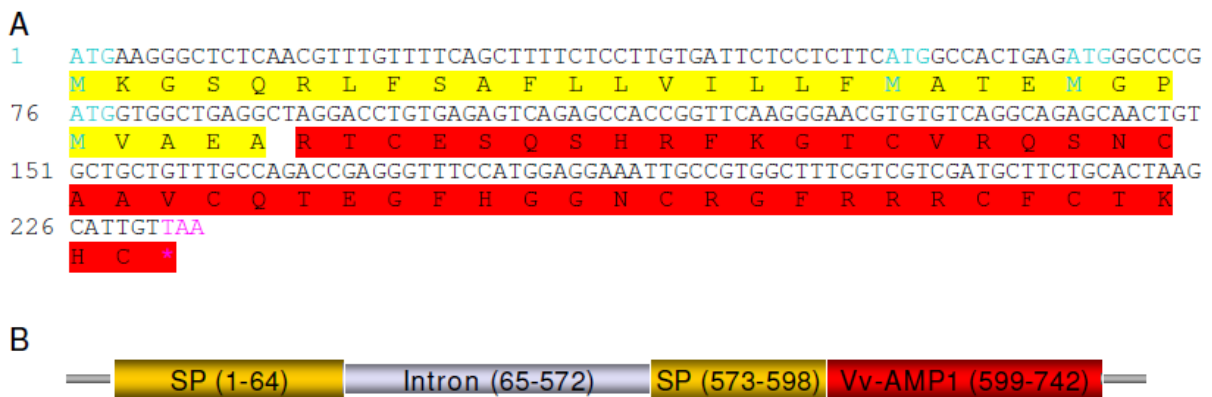 A
1 ATGAAGGGCTCTCAACGTTTGTTTTCAGCTTTTCTCCTTGTGATTCTCCTCTTCATGGCCACTGAGATGGGCCCG
M K G S Q R L F S A F L L V I L L F M A T E M G P
76 ATGGTGGCTGAGGCTAGGACCTGTGAGAGTCAGAGCCACCGGTTCAAGGGAACGTGTGTCAGGCAGAGCAACTGT
M V A E A R T C E S Q S H R F K G T C V R Q S N C
151 GCTGCTGTTTGCCAGACCGAGGGTTTCCATGGAGGAAATTGCCGTGGCTTTCGTCGTCGATGCTTCTGCACTAAG
A A V C Q T E G F H G G N C R G F R R R C F C T K
226 CATTGTTAA
H C *
B
SP (1-64) Intron (65-572) SP (573-598) Vv-AMP1 (599-742)